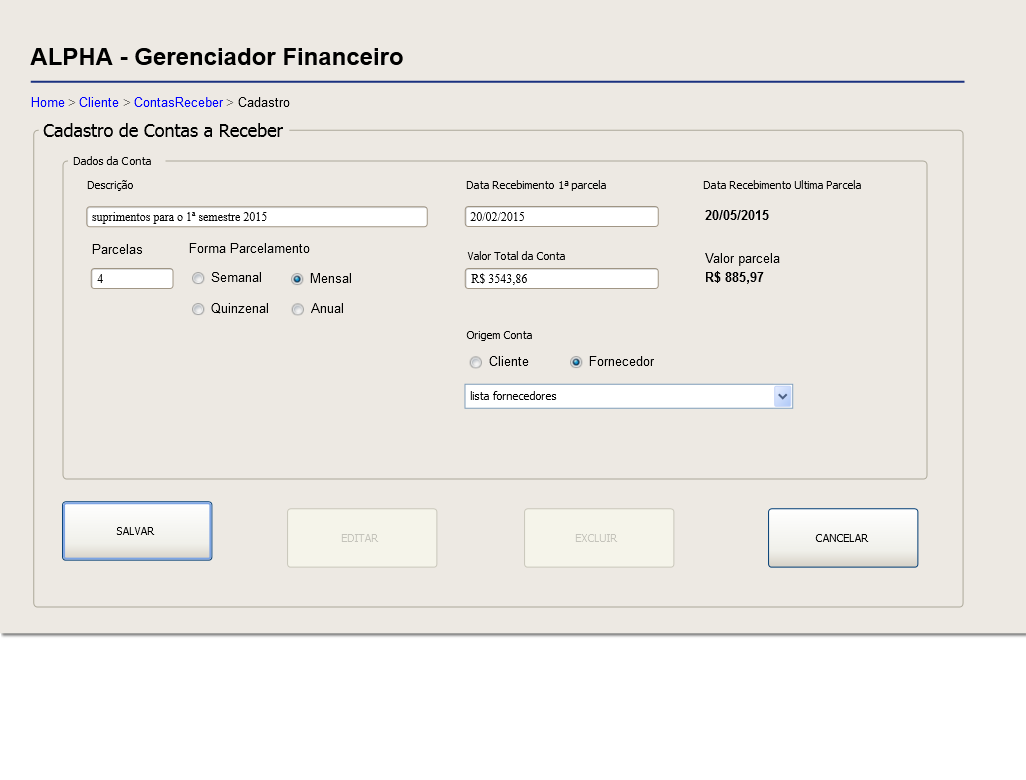 ALPHA - Gerenciador Financeiro
Home > Cliente > ContasReceber > Cadastro
Cadastro de Contas a Receber
Dados da Conta
Descrição
Data Recebimento 1ª parcela
Data Recebimento Ultima Parcela
suprimentos para o 1ª semestre 2015
20/02/2015
20/05/2015
Parcelas
Forma Parcelamento
Valor Total da Conta
Valor parcela
4
Semanal
Mensal
R$ 3543,86
R$ 885,97
Quinzenal
Anual
Origem Conta
Cliente
Fornecedor
lista fornecedores
SALVAR
EDITAR
EXCLUIR
CANCELAR